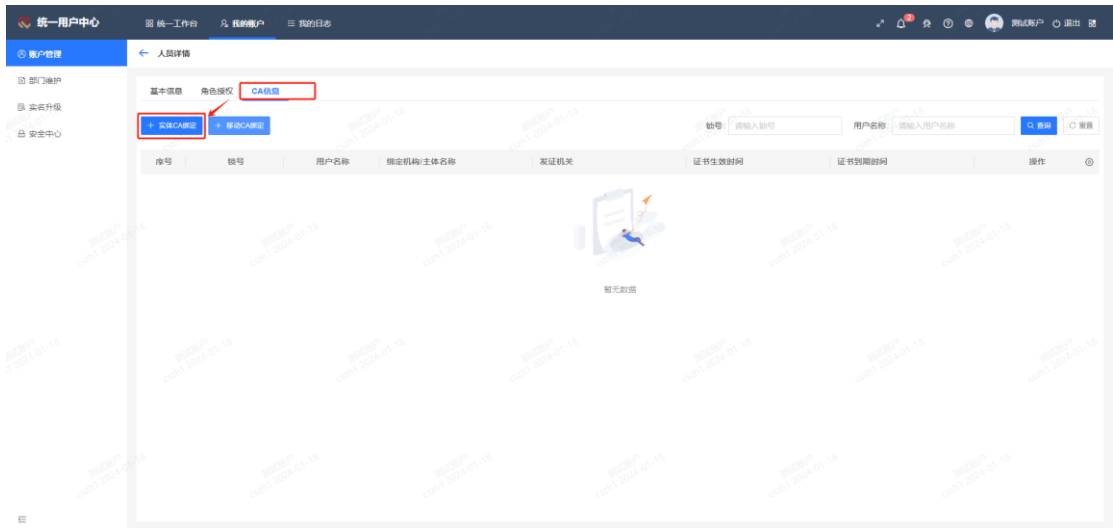 统一用户中心
统一工作台 我的账户 我的日志 测试账户 退出
账户管理 人员详情
部门维护
实名升级
安全中心
基本信息 角色授权 CA信息
+ 实体CA绑定 + 移动CA绑定 锁号: 请输入锁号 用户名称: 请输入用户名称 查询 重置
序号 锁号 用户名称 绑定机构/主体名称 发证机关 证书生效时间 证书到期时间 操作
暂无数据